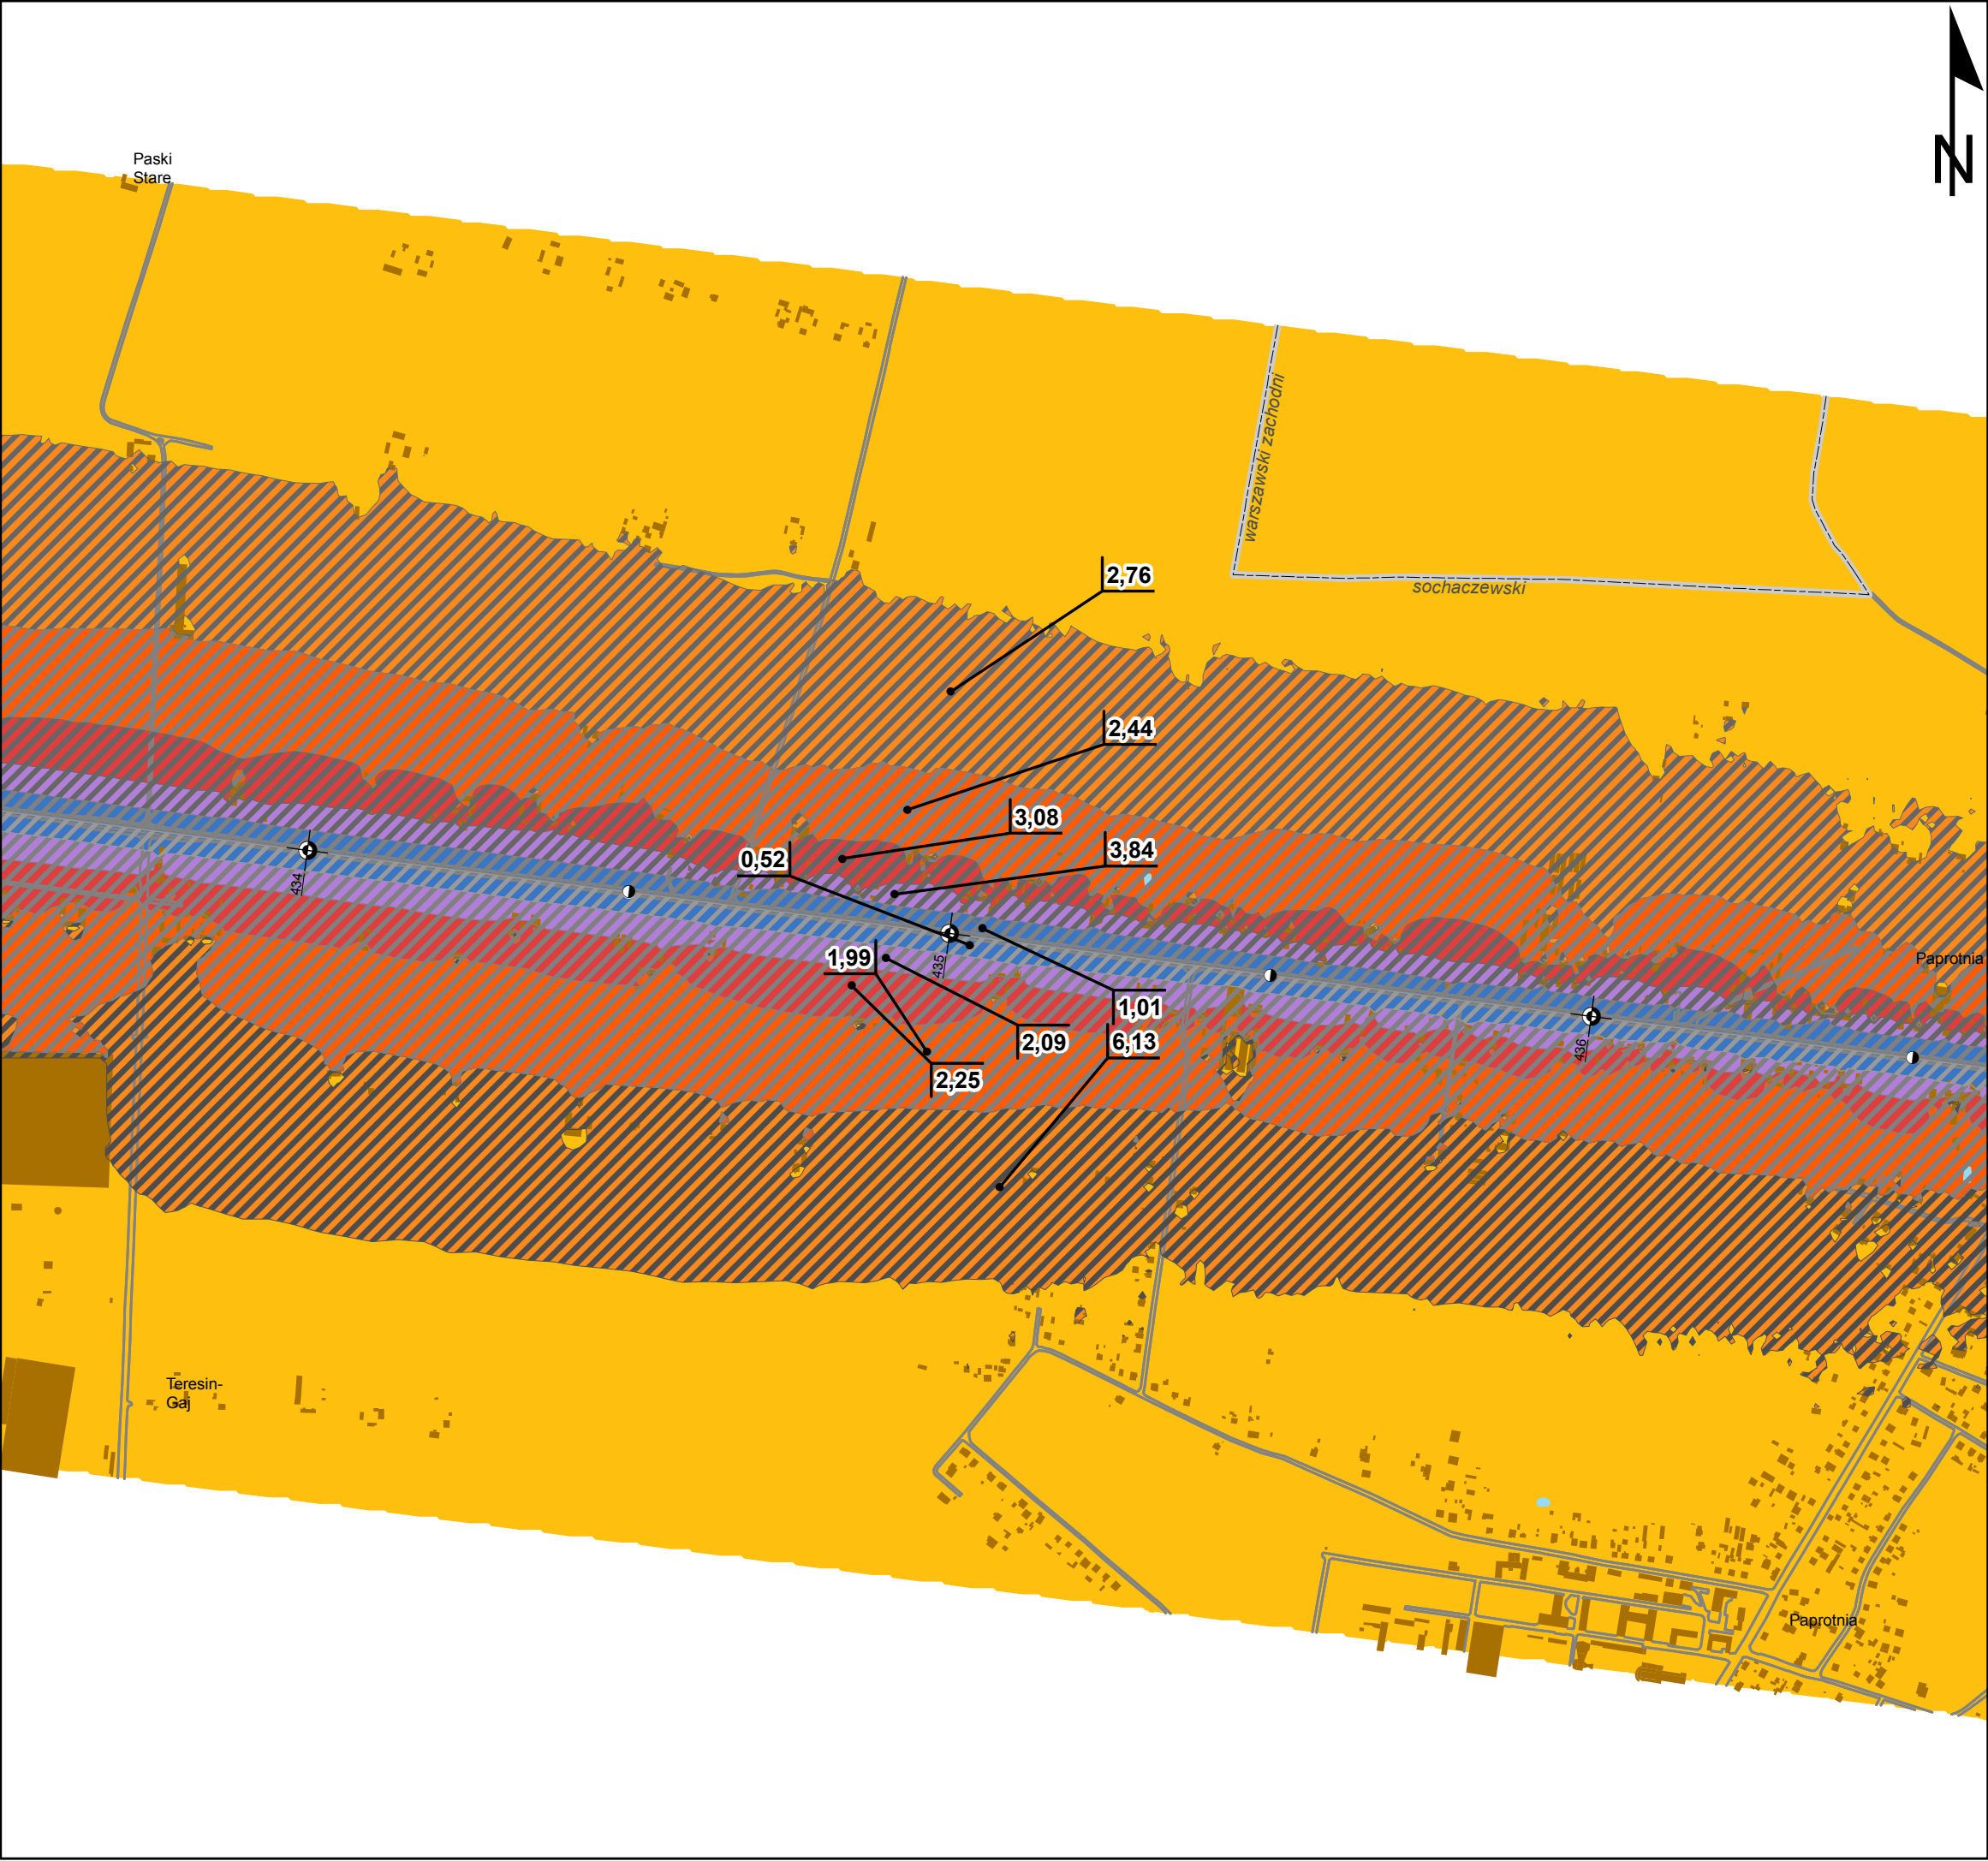 N
Paski
Stare
warszawski zachodni
sochaczewski
2,76
2,44
3,08
3,84
0,52
434
435
1,99
Paprotnia
1,01
2,09
6,13
436
2,25
Teresin-
Gaj
Paprotnia